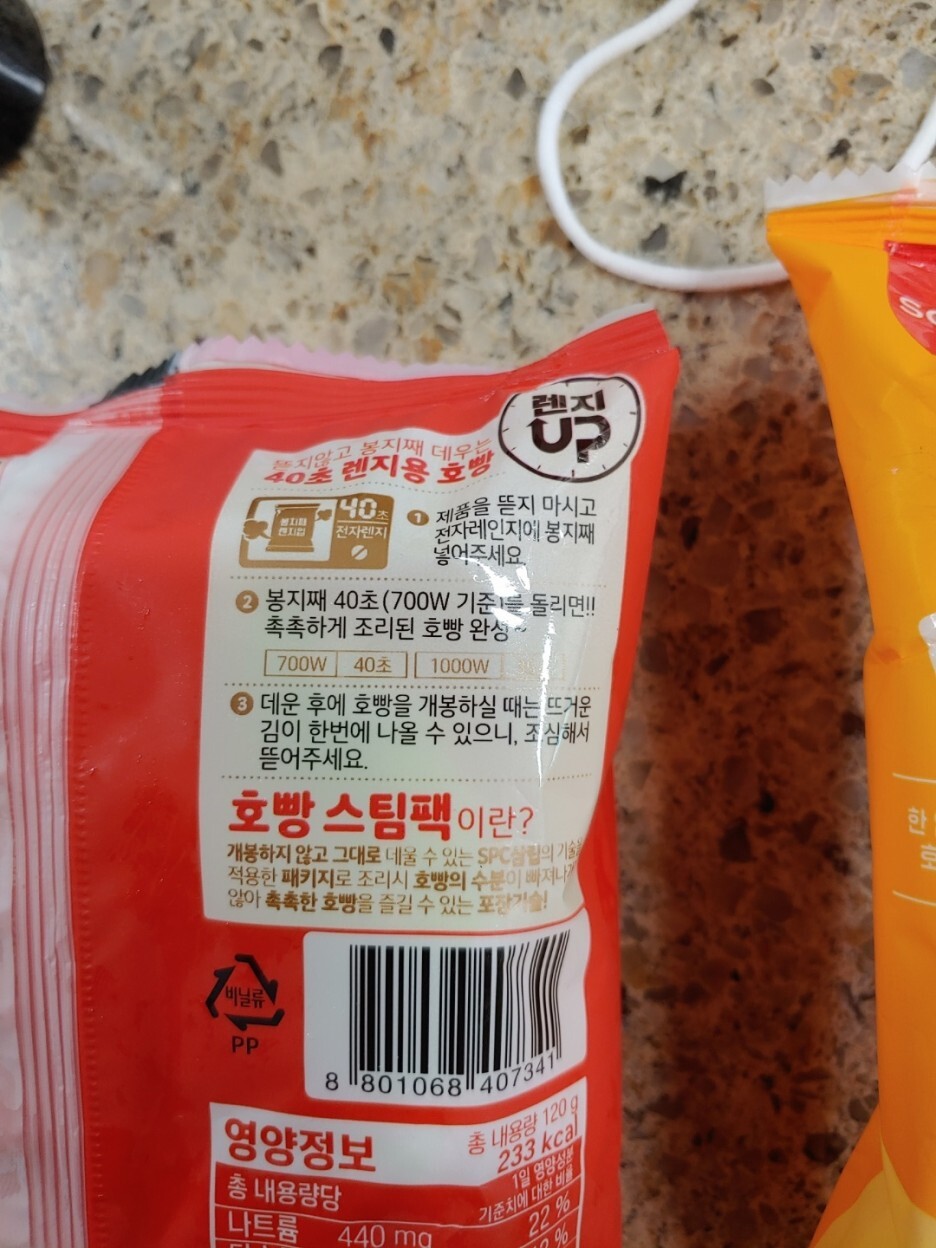 렌지
UP
뜯지않고 봉지째 데우는
40초 렌지용 호빵
봉지째
렌지업
40초
전자렌지
1 제품을 뜯지 마시고
전자레인지에 봉지째
넣어주세요.
2 봉지째 40초(700W 기준)를 돌리면!!
촉촉하게 조리된 호빵 완성~
700W 40초 1000W
3 데운 후에 호빵을 개봉하실 때는 뜨거운
김이 한번에 나올 수 있으니, 조심해서
뜯어주세요.
호빵 스팀팩이란?
개봉하지 않고 그대로 데울 수 있는 SPC삼립의 기술을
적용한 패키지로 조리시 호빵의 수분이 빠져나가
않아 촉촉한 호빵을 즐길 수 있는 포장기술!
비닐류
PP
8 801068 407341
영양정보
총 내용량 120 g
233 kcal
총 내용량당
1일 영양성분
기준치에 대한 비율
나트륨 440 mg 22 %
한